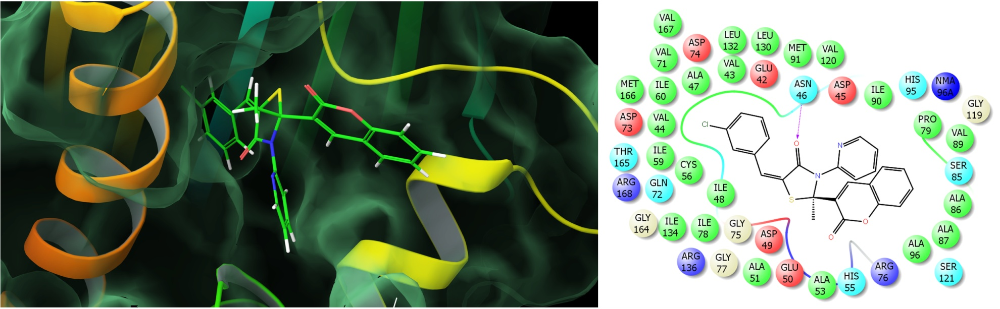 VAL
167
ASP
74
LEU
132
LEU
130
MET
91
VAL
120
VAL
71
VAL
43
GLU
42
MET
166
ILE
60
ALA
47
ASN
46
ASP
45
ILE
90
HIS
95
NMA
96A
GLY
119
ASP
73
VAL
44
Cl
PRO
79
VAL
89
THR
165
ILE
59
CYS
56
O
N
SER
85
ARG
168
GLN
72
ILE
48
N
S
ALA
86
GLY
164
ILE
134
ILE
78
GLY
75
ASP
49
O
O
ALA
87
ARG
136
GLY
77
ALA
51
GLU
50
ALA
53
HIS
55
ARG
76
ALA
96
SER
121